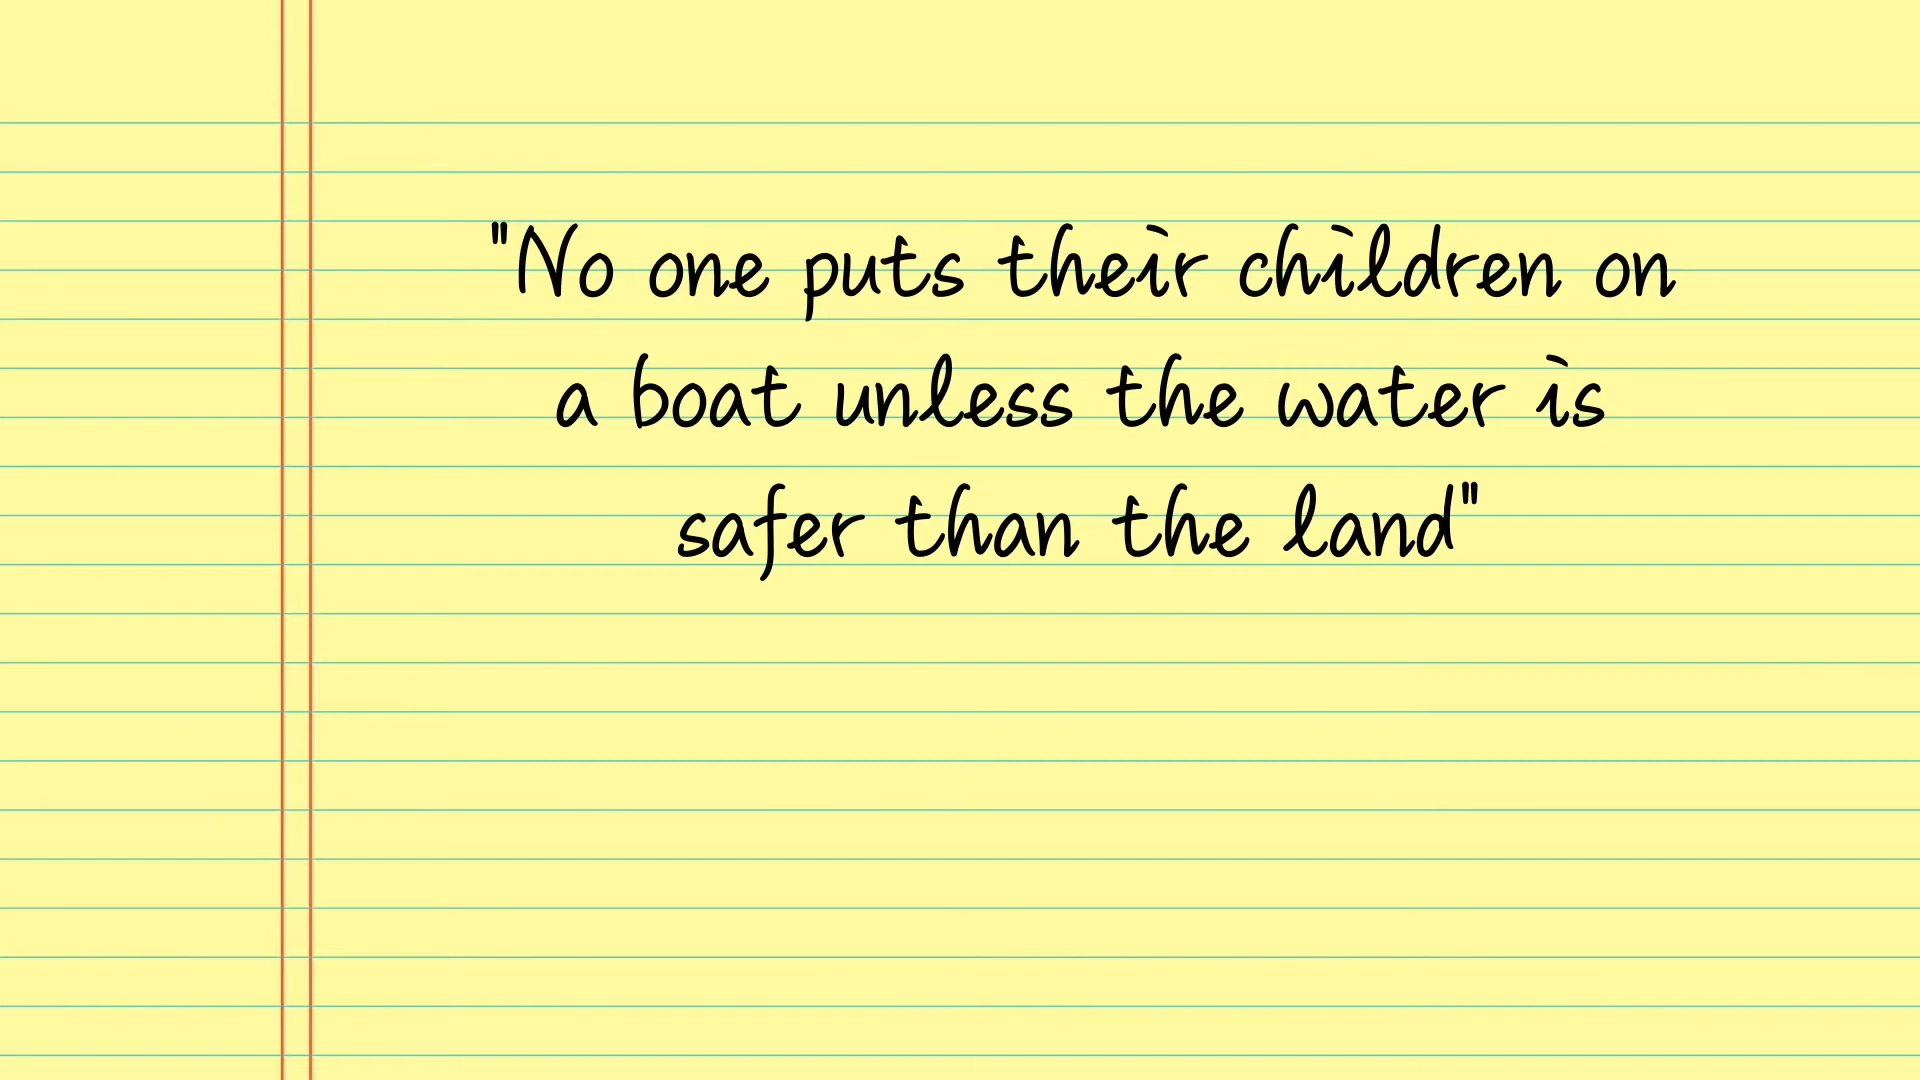 "No one puts their children on
a boat unless the water is
safer than the land"